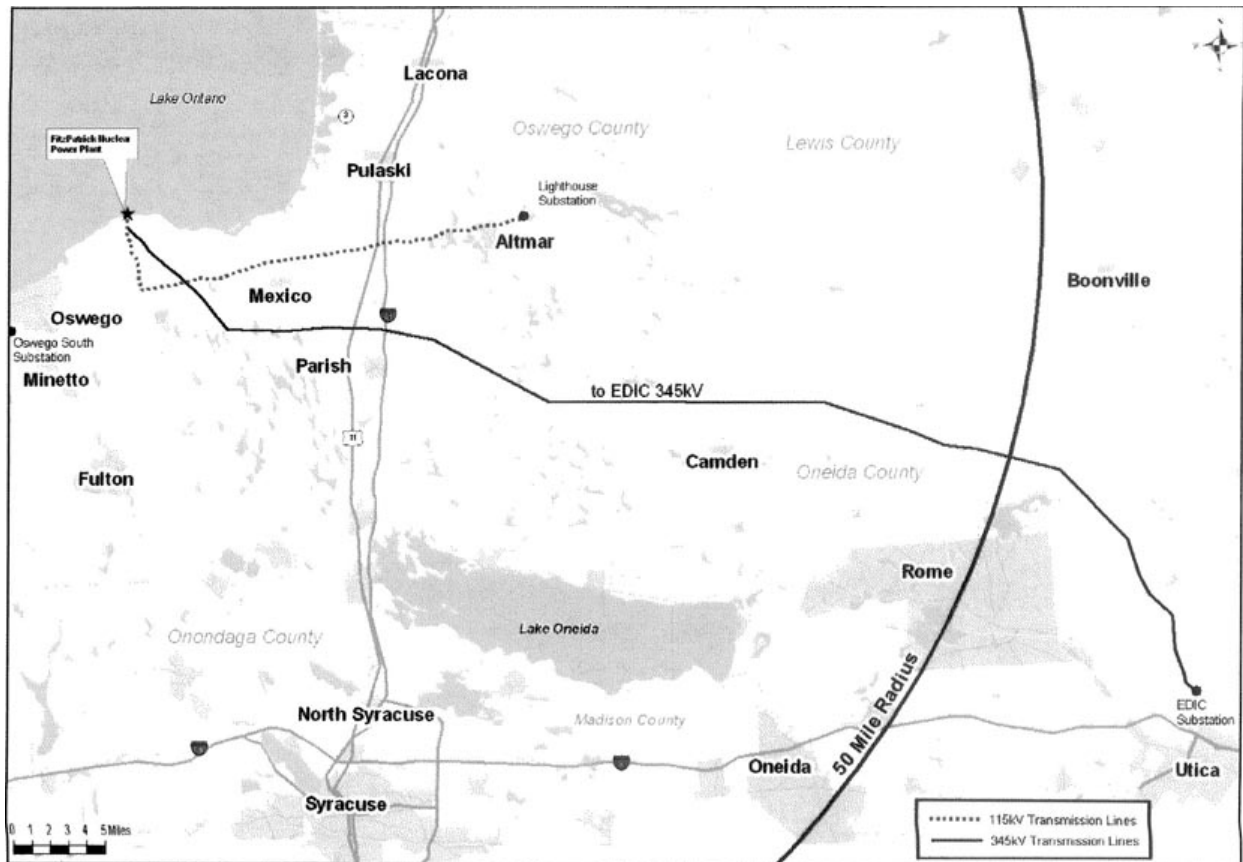 Lacona
Lake Ontario
3
Oswego County
Lewis County
FitzPatrick Nuclea
Power Plant
Pulaski
Lighthouse
Substation
Altmar
Boonville
Mexico
Oswego
Oswego South
Substation
Parish
Minetto
to EDIC 345kV
11
Camden
Fulton
Oneida County
Rome
Onondaga County
Lake Oneida
50 Mile Radius
North Syracuse
Madison County
EDIC
Substation
Oneida
Utica
Syracuse
0 1 2 3 4 5 Miles
115kV Transmission Lines
345kV Transmission Lines